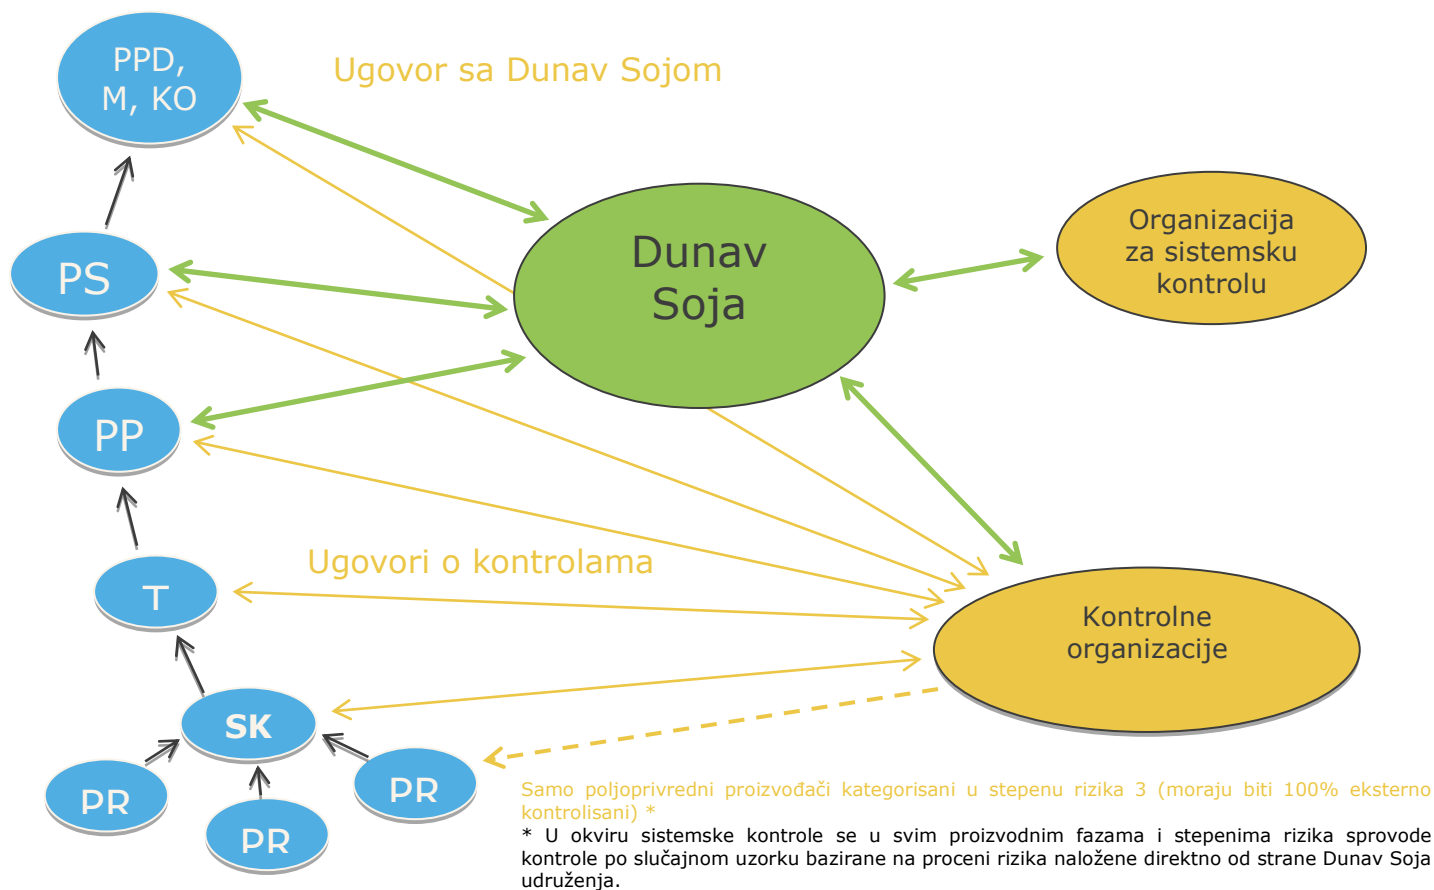 PPD,
M, KO
Ugovor sa Dunav Sojom
Dunav
Soja
Organizacija
za sistemsku
kontrolu
PS
PP
Ugovori o kontrolama
T
Kontrolne
organizacije
SK
PR
PR
PR
Samo poljoprivredni proizvođači kategorisani u stepenu rizika 3 (moraju biti 100% eksterno
kontrolisani) *
* U okviru sistemske kontrole se u svim proizvodnim fazama i stepenima rizika sprovode
kontrole po slučajnom uzorku bazirane na proceni rizika naložene direktno od strane Dunav Soja
udruženja.